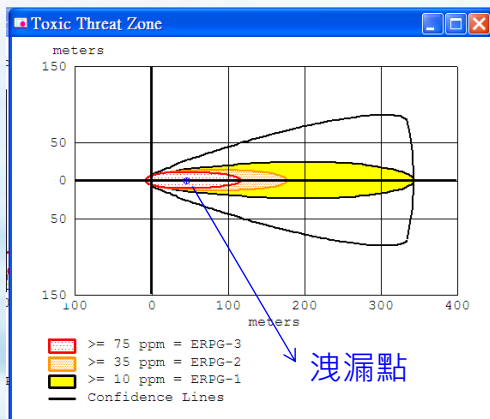 Toxic Threat Zone
meters
150
50
0
50
150
100 0 100 200 300 400
meters
>= 75 ppm = ERPG-3
>= 35 ppm = ERPG-2
>= 10 ppm = ERPG-1
Confidence Lines
洩漏點